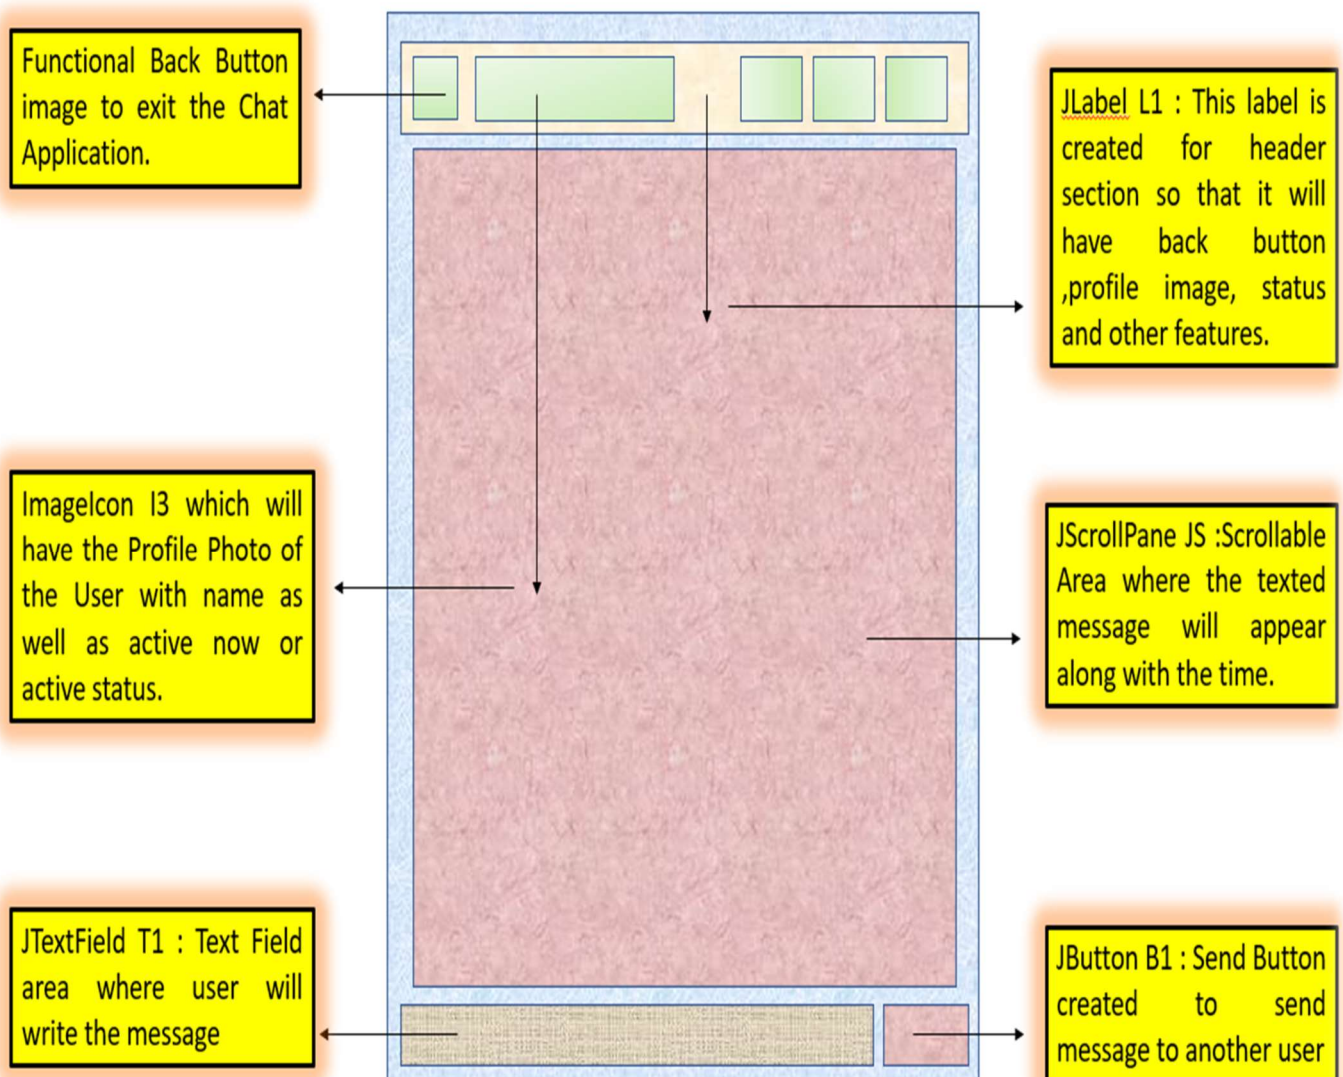 Functional Back Button
image to exit the Chat
Application.
JLabel L1 : This label is
created for header
section so that it will
have back button
,profile image, status
and other features.
ImageIcon I3 which will
have the Profile Photo of
the User with name as
well as active now or
active status.
JScrollPane JS :Scrollable
Area where the texted
message will appear
along with the time.
JTextField T1 : Text Field
area where user will
write the message
JButton B1 : Send Button
created to send
message to another user